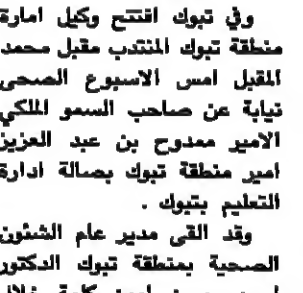 وفي تبوك افتتح وكيل امارة
منطقة تبوك المنتدب مقبل محمد
المقبل امس الاسبوع الصحى
نيابة عن صاحب السمو الملكي
الامير ممدوح بن عبد العزيز
امير منطقة تبوك بصالة ادارة
التعليم بتبوك .
وقد القى مدير عام الشئون
الصحية بمنطقة تبوك الدكتور